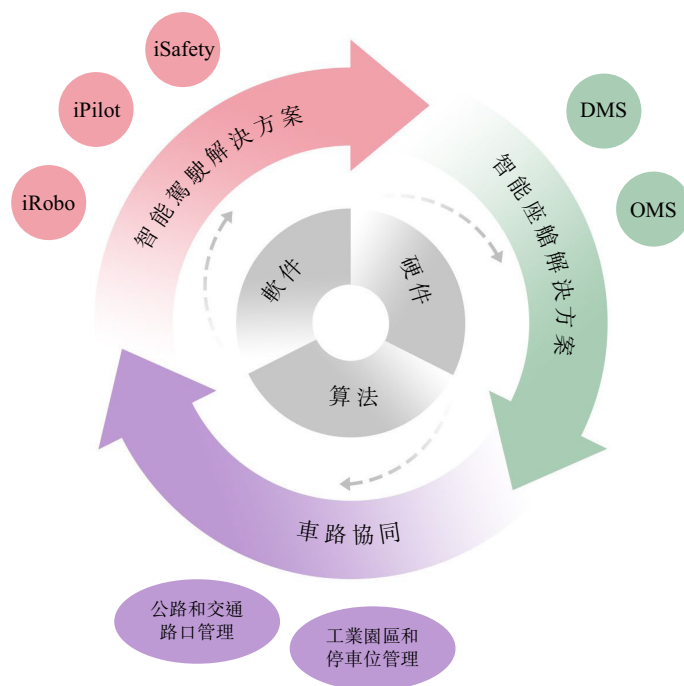 iSafety
iPilot
iRobo
智能駕駛解決方案
DMS
OMS
智能座艙解決方案
軟件
硬件
算法
車路協同
公路和交通
路口管理
工業園區和
停車位管理